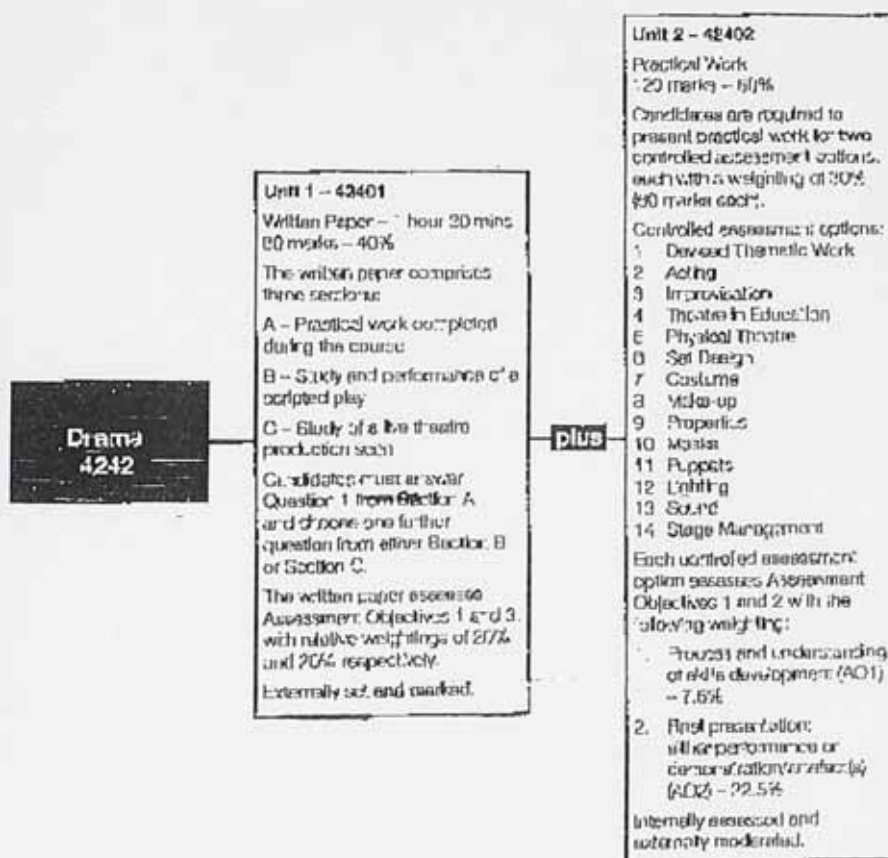 Drama
4242
Unit 1 – 42401
Written Paper – 1 hour 30 mins
80 marks – 40%
The written paper comprises
three sections:
A – Practical work completed
during the course
B – Study and performance of a
scripted play
C – Study of a live theatre
production seen
Candidates must answer
Question 1 from Section A
and choose one further
question from either Section B
or Section C.
The written paper assesses
Assessment Objectives 1 and 3,
with relative weightings of 20%
and 20% respectively.
Externally set and marked.
plus
Unit 2 – 42402
Practical Work
120 marks – 60%
Candidates are required to
present practical work for two
controlled assessment options,
each with a weighting of 30%
(60 marks each).
Controlled assessment options:
1 Devised Thematic Work
2 Acting
3 Improvisation
4 Theatre in Education
5 Physical Theatre
6 Set Design
7 Costume
8 Make-up
9 Properties
10 Masks
11 Puppets
12 Lighting
13 Sound
14 Stage Management
Each controlled assessment
option assesses Assessment
Objectives 1 and 2 with the
following weighting:
1. Process and understanding
of skills development (AO1)
– 7.5%
2. Final presentation:
either performance or
demonstration/artefact(s)
(AO2) – 22.5%
Internally assessed and
externally moderated.